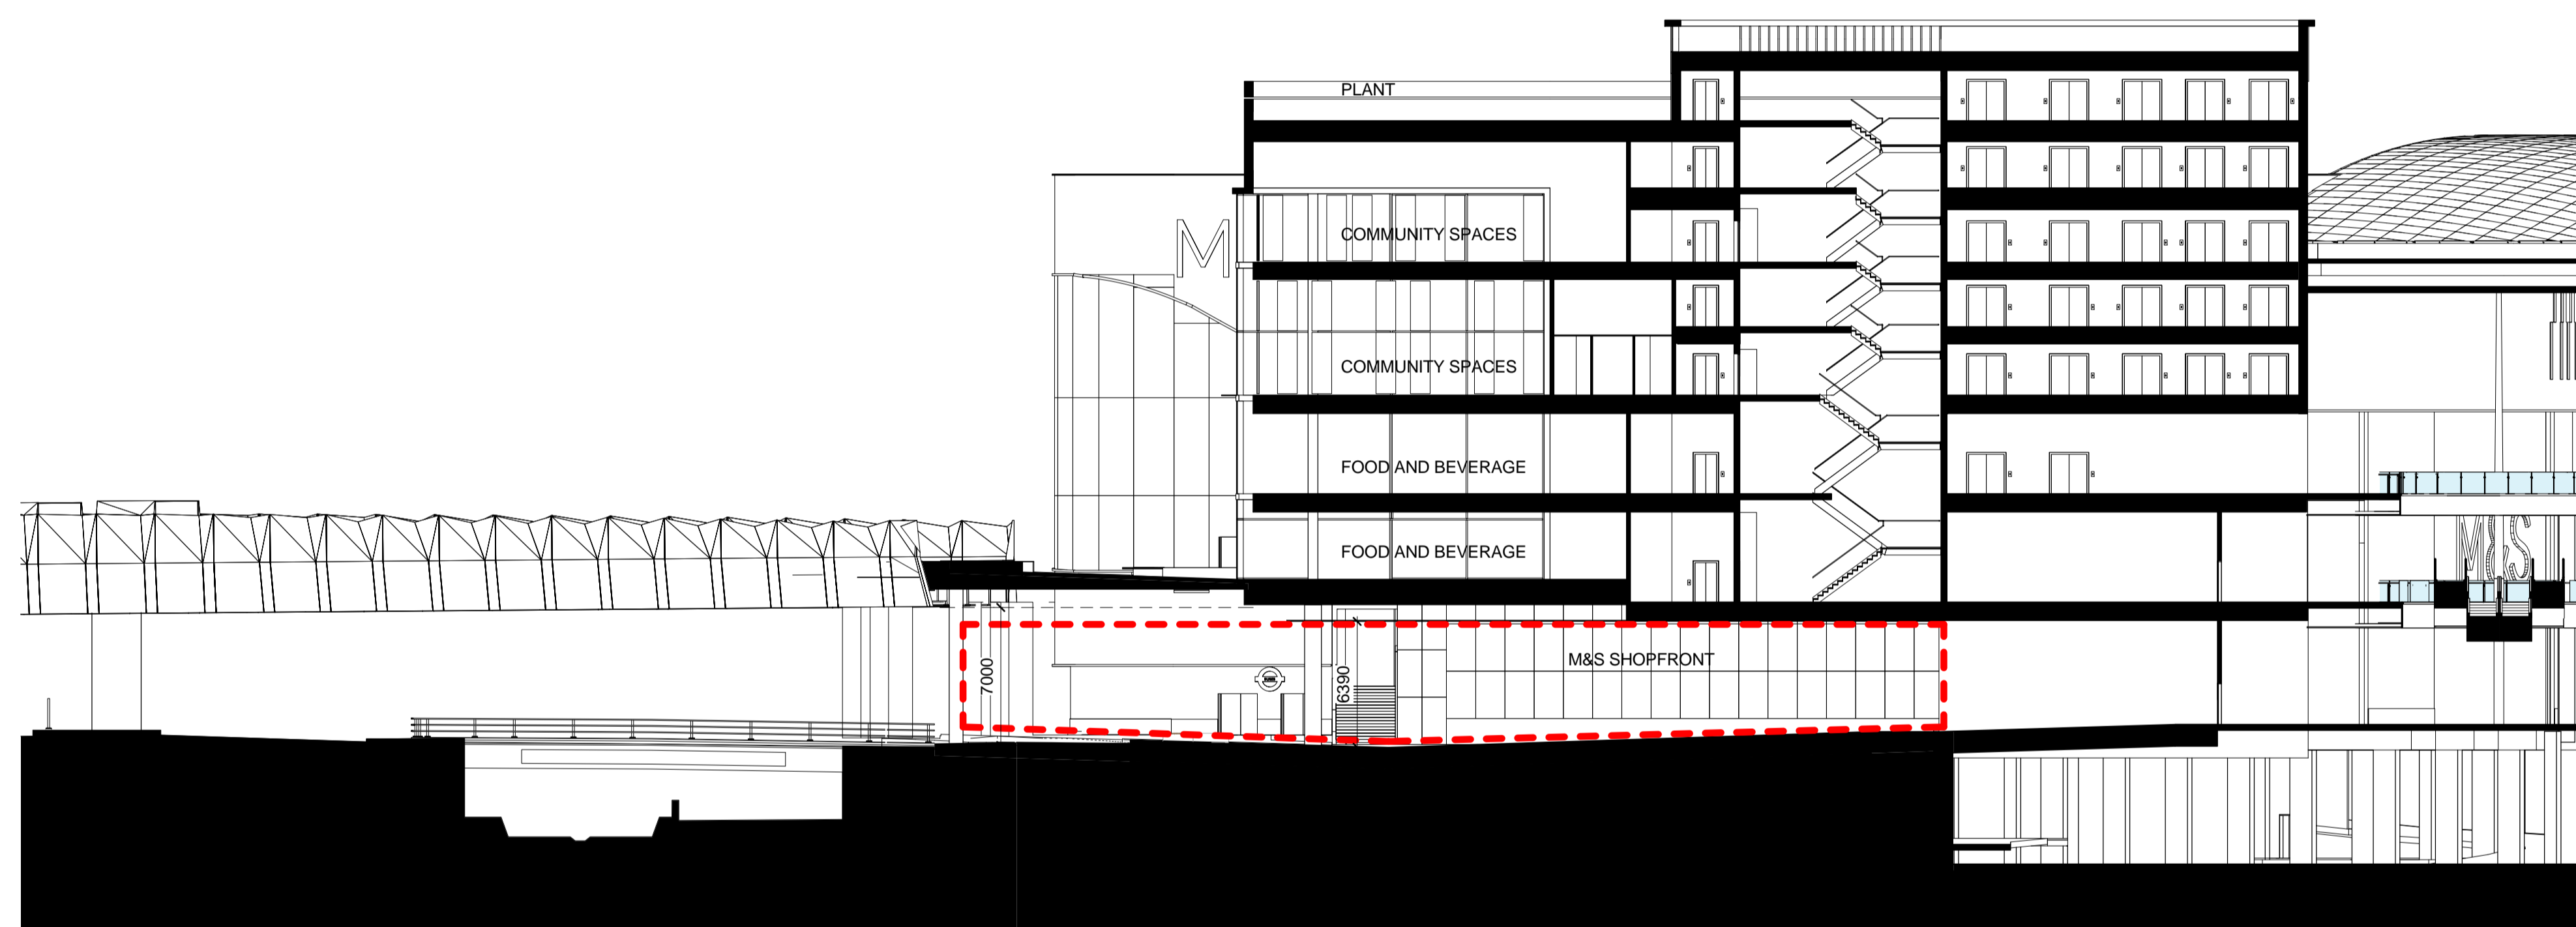 PLANT
M
COMMUNITY SPACES
COMMUNITY SPACES
FOOD AND BEVERAGE
FOOD AND BEVERAGE
M&S
M&S SHOPFRONT
7000
6390